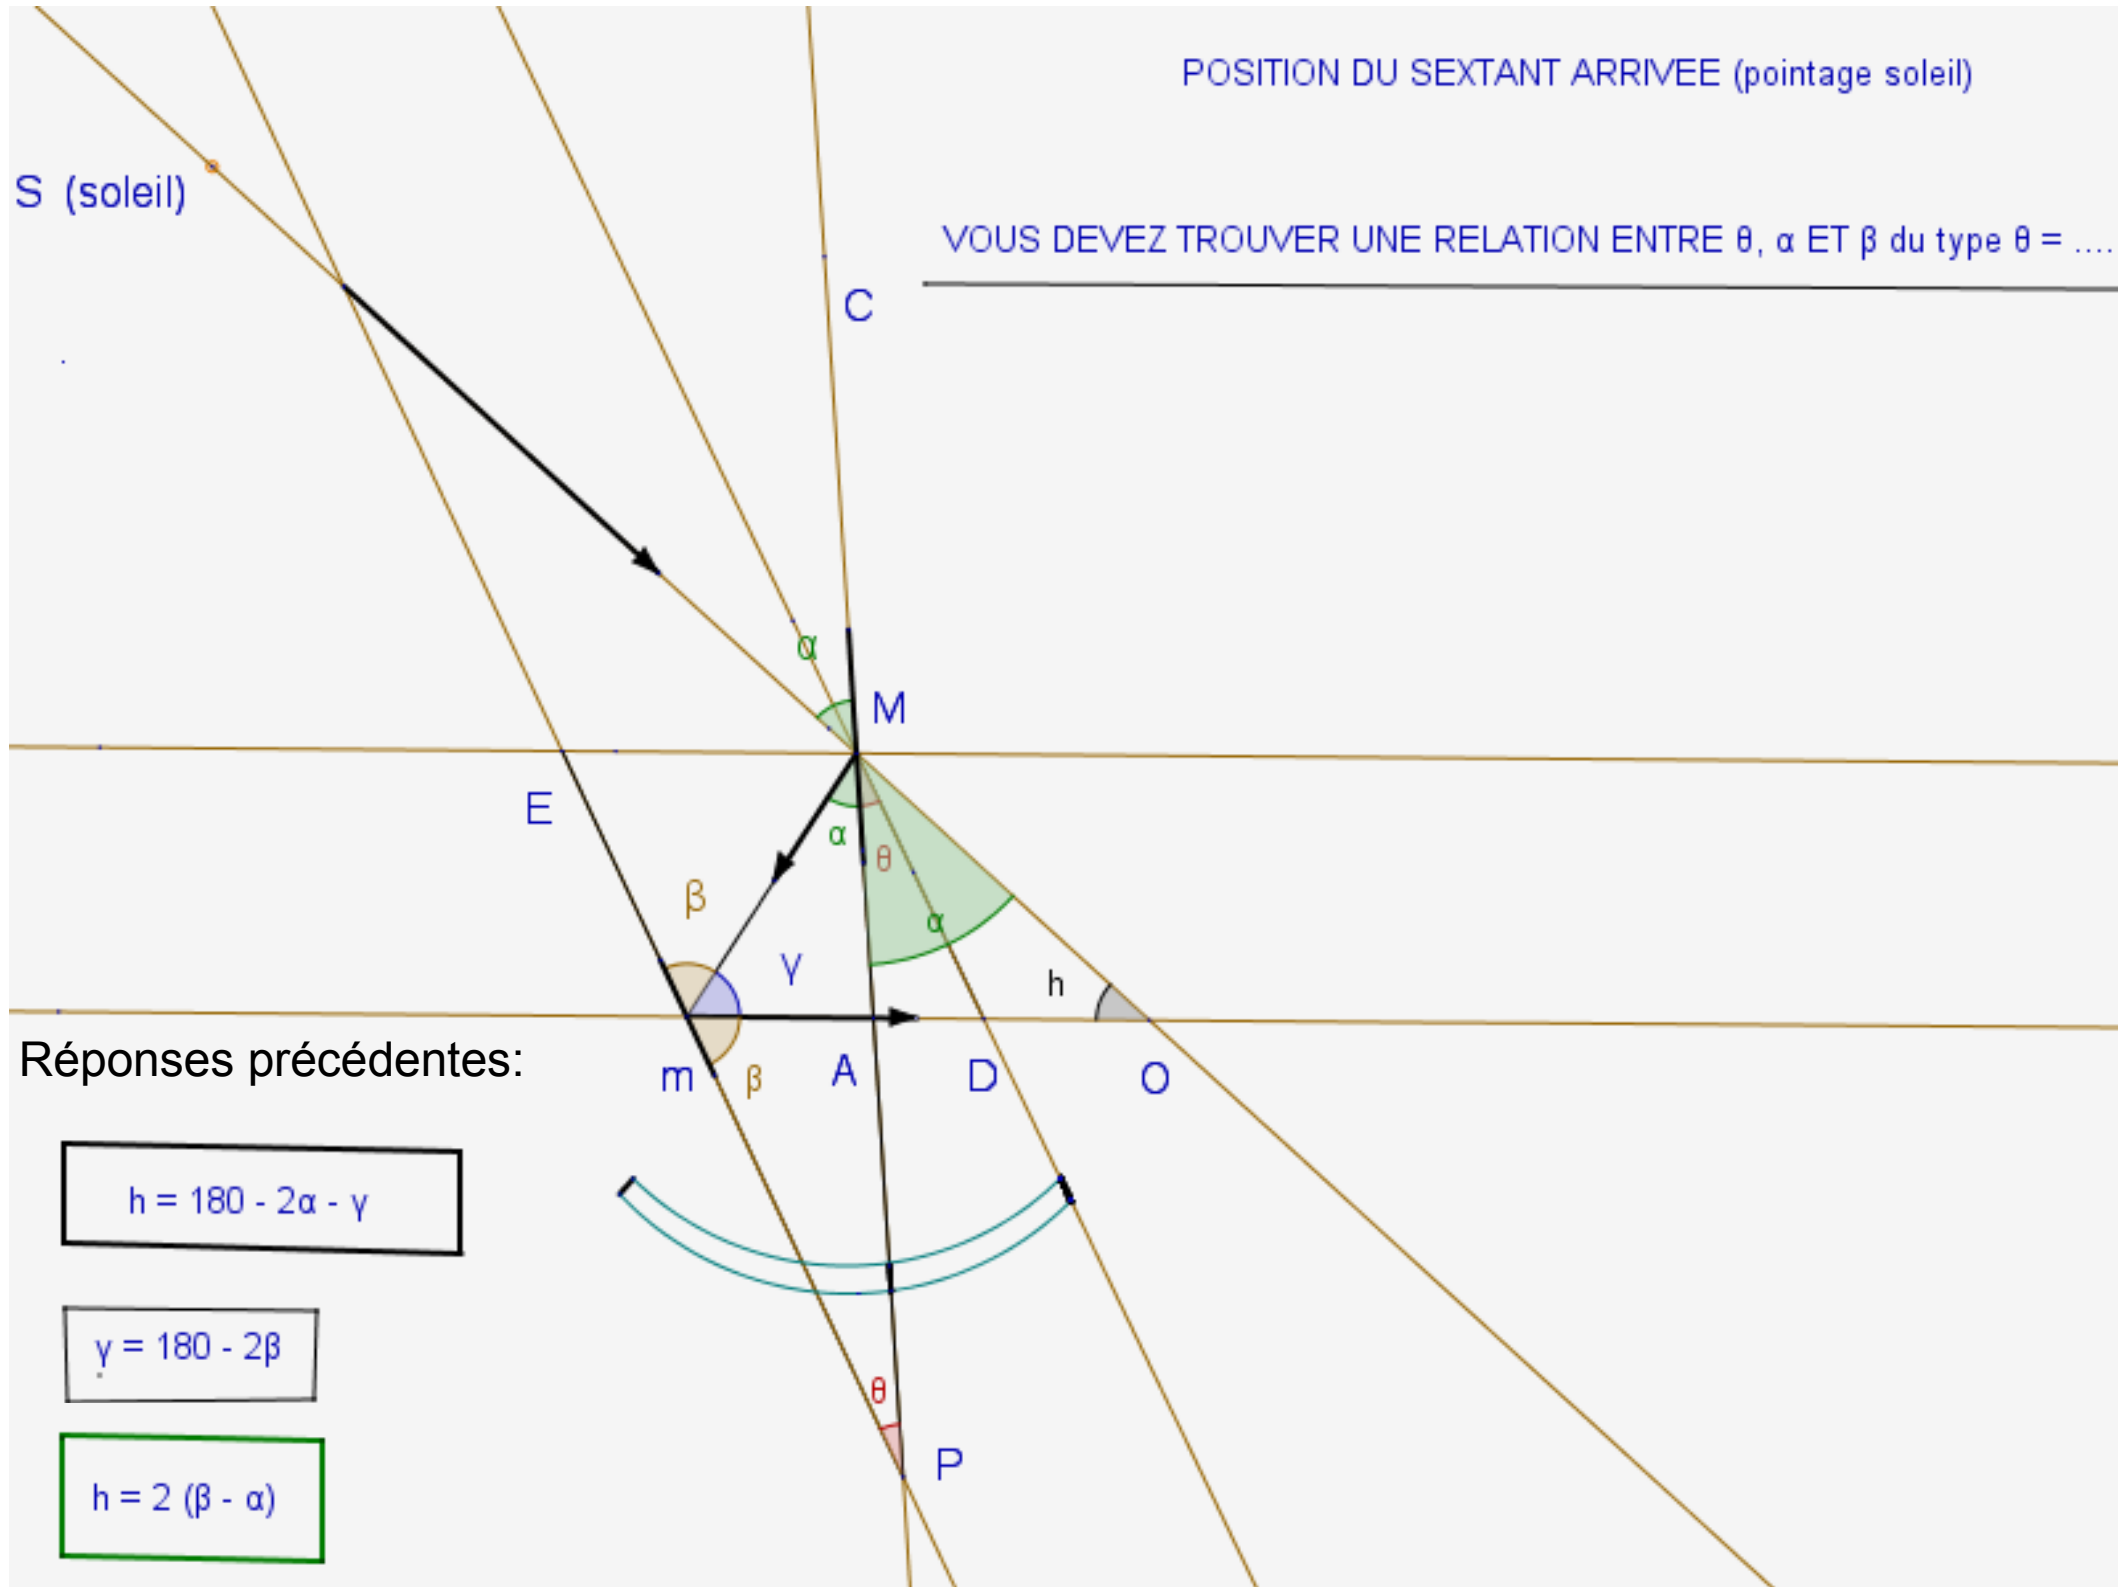 POSITION DU SEXTANT ARRIVEE (pointage soleil)
S (soleil)
VOUS DEVEZ TROUVER UNE RELATION ENTRE θ, α ET β du type θ = ....
C
α
M
E
α
θ
β
α
γ
h
Réponses précédentes:
m
β
A
D
O
h = 180 - 2α - γ
γ = 180 - 2β
θ
P
h = 2 (β - α)